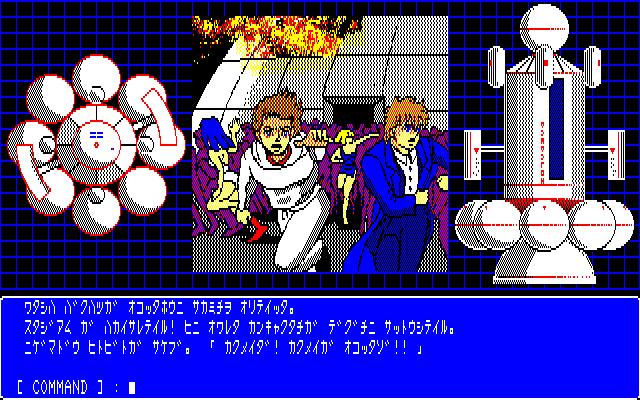 ワタシハ バクハツガ オコッタホウニ サカミチヲ オリテイッタ。
スタジアム ガ ハカイサレテイル! ヒニ オワレタ カンキャクタチガ デグチニ サットウシテイル。
ニゲマドウ ヒトビトガ サケブ。 「 カクメイダ! カクメイガ オコッタゾ!! 」
[ COMMAND ] :